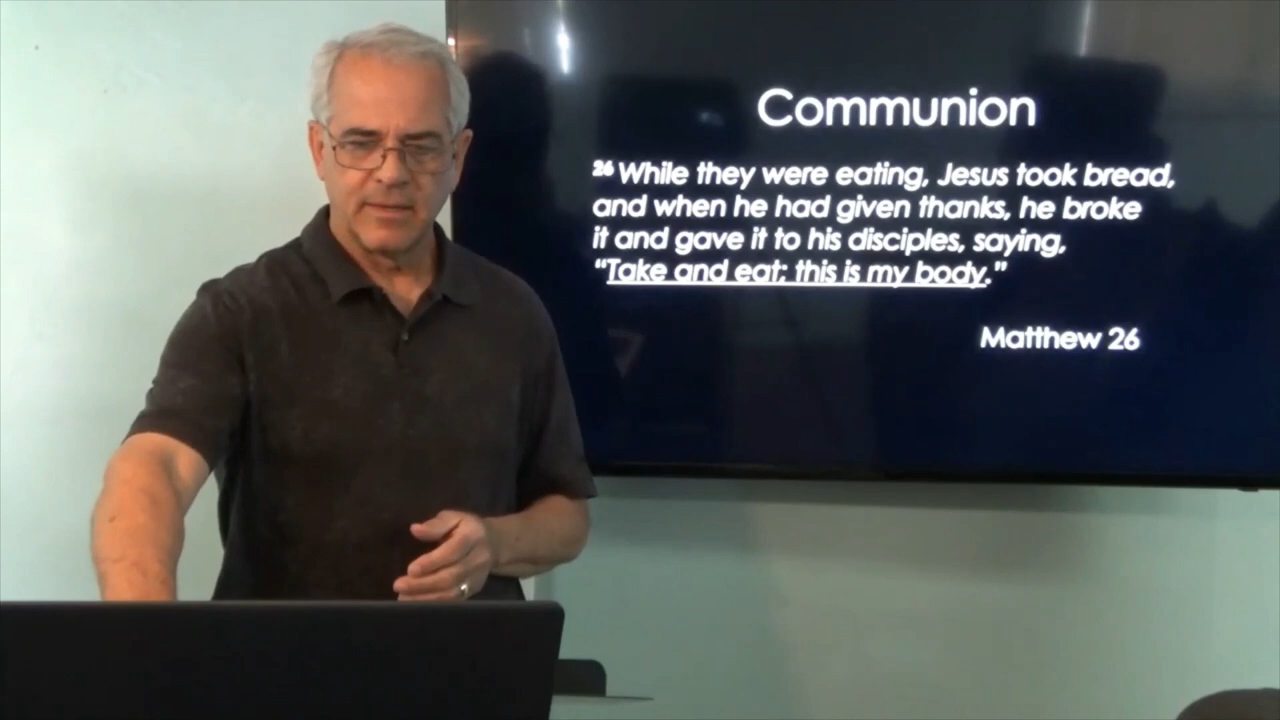 Communion
26 While they were eating, Jesus took bread,
and when he had given thanks, he broke
it and gave it to his disciples, saying,
“Take and eat; this is my body.”
Matthew 26